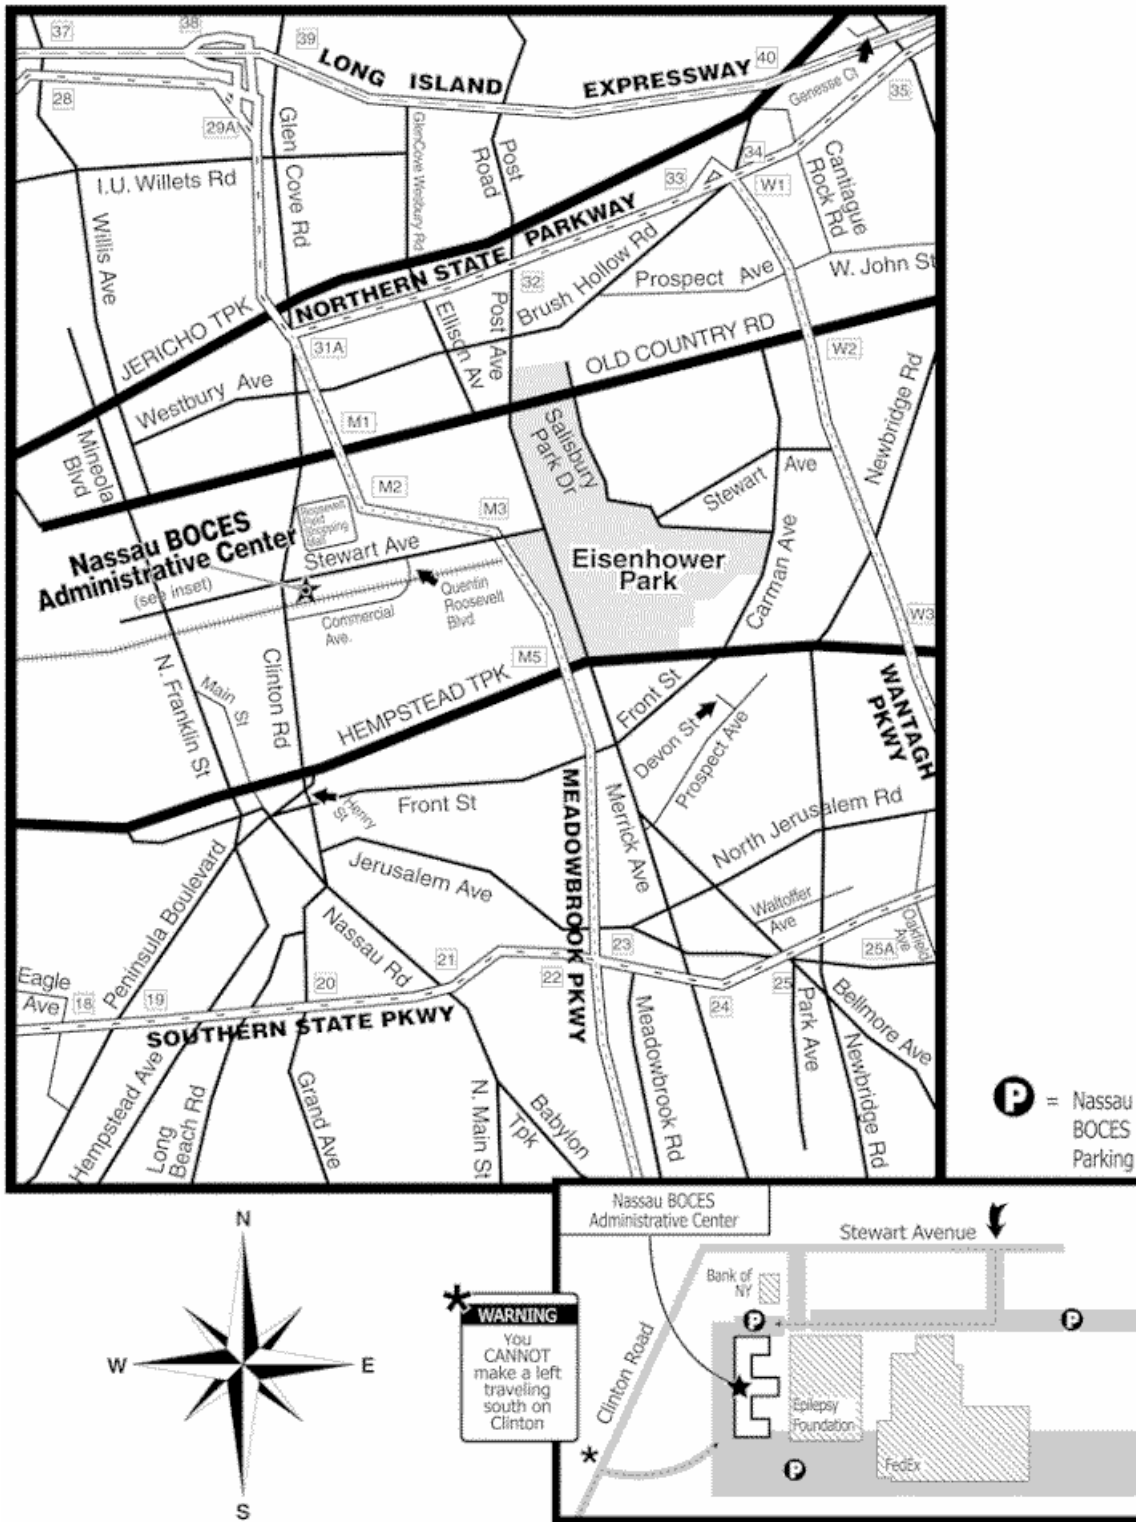 37
38
39
LONG ISLAND EXPRESSWAY
40
28
29A
Glen Cove Rd
GlenCove Westbury Rd
Post
Road
Genesse Ct
35
34
33
W1
Cantiague
Rock Rd
I.U. Willets Rd
Willis Ave
NORTHERN STATE PARKWAY
32
Brush Hollow Rd
Prospect Ave
W. John St
JERICHO TPK
31A
Ellison Av
Post Ave
OLD COUNTRY RD
W2
Westbury Ave
M1
Newbridge Rd
Mineola
Blvd
Salisbury
Park Dr
Stewart Ave
M2
M3
Nassau BOCES
Administrative Center
(see inset)
Roosevelt
Field
Shopping
Mall
Stewart Ave
Eisenhower
Park
Carman Ave
Quentin
Roosevelt
Blvd.
Commercial
Ave.
W3
N. Franklin St
Main St
Clinton Rd
M5
HEMPSTEAD TPK
Front St
WANTAGH
PKWY
Devon St
Prospect Ave
Henry
St
Front St
MEADOWBROOK PKWY
Merrick Ave
North Jerusalem Rd
Jerusalem Ave
Peninsula Boulevard
Nassau Rd
Waltoffer
Ave
Oakfield
Ave
25A
23
21
22
Eagle
Ave
18
19
20
24
25
SOUTHERN STATE PKWY
Hempstead Ave
Long
Beach Rd
Grand Ave
N. Main St
Babylon
Tpk
Meadowbrook Rd
Park Ave
Newbridge Rd
Bellmore Ave
P = Nassau
BOCES
Parking
N
W
E
S
*
WARNING
You
CANNOT
make a left
traveling
south on
Clinton
Nassau BOCES
Administrative Center
Stewart Avenue
Bank of
NY
P
P
Clinton Road
Epilepsy
Foundation
FedEx
*
P